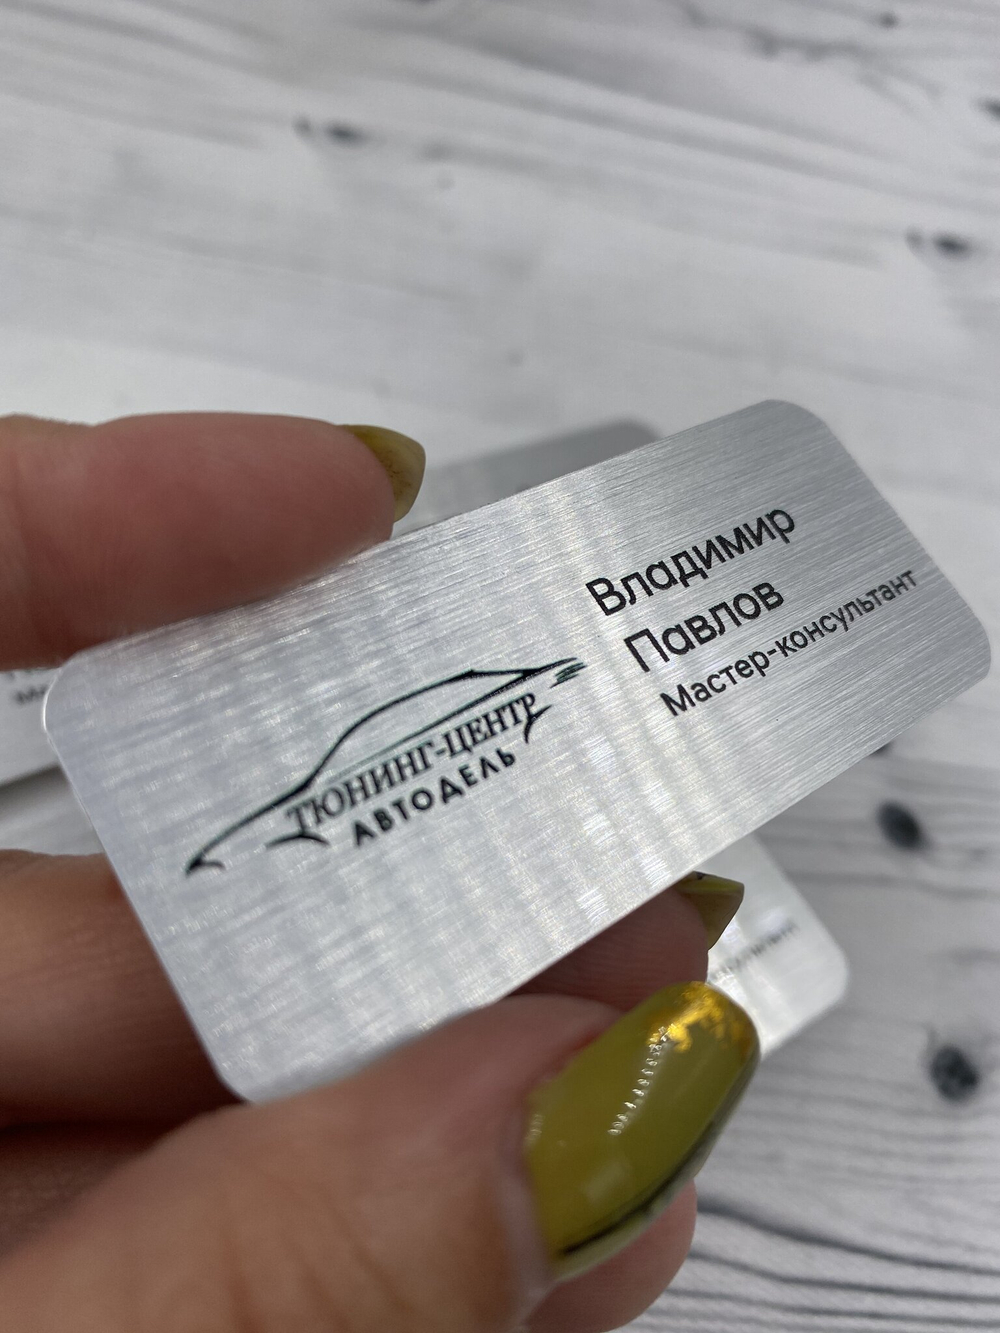 ТЮНИНГ-ЦЕНТР
АВТОДЕЛЬ
Владимир
Павлов
Мастер-консультант